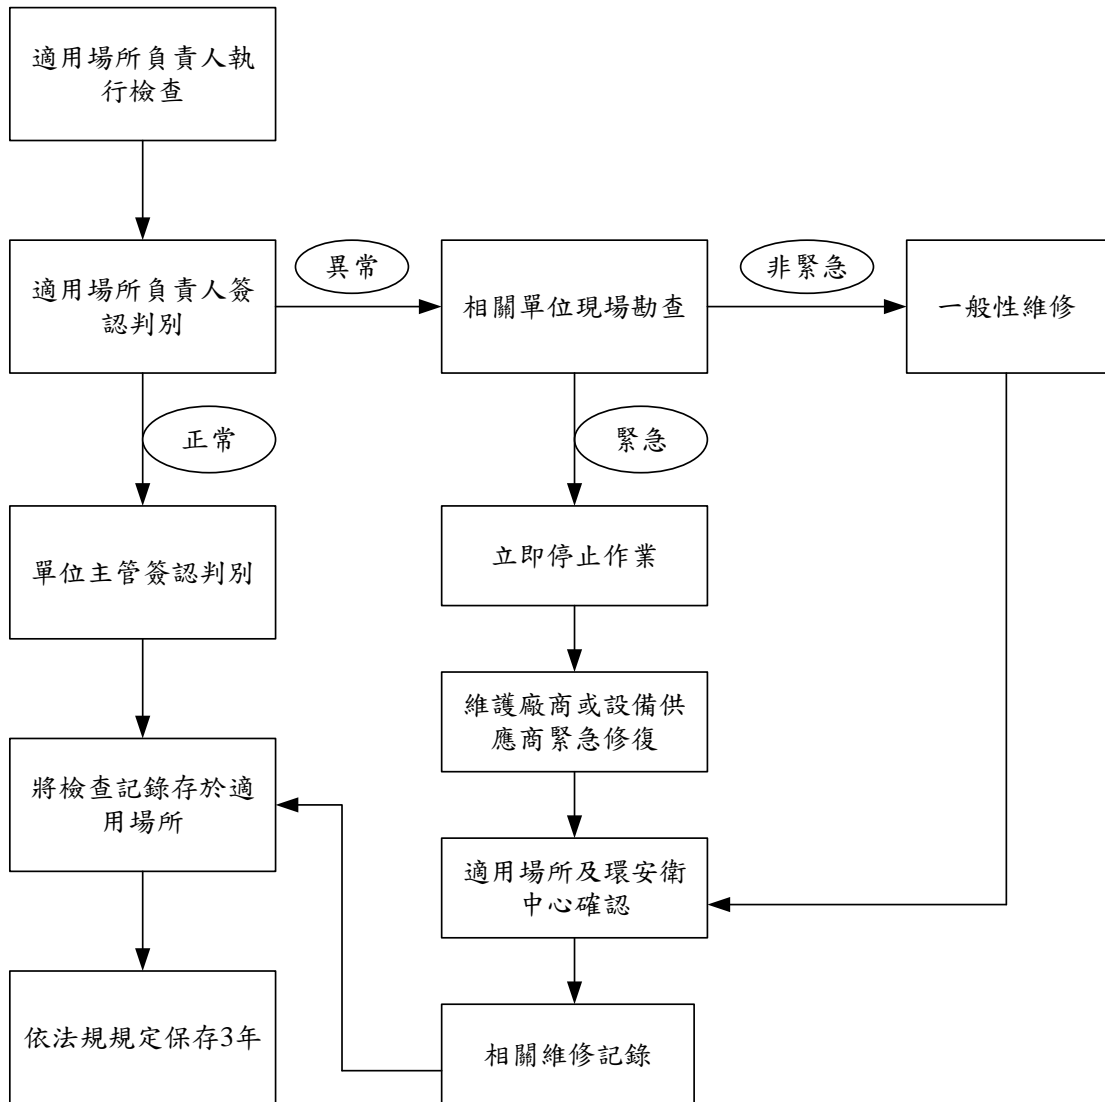 適用場所負責人執
行檢查
適用場所負責人簽
認判別
異常
相關單位現場勘查
非緊急
一般性維修
正常
緊急
單位主管簽認判別
立即停止作業
維護廠商或設備供
應商緊急修復
將檢查記錄存於適
用場所
適用場所及環安衛
中心確認
依法規規定保存3年
相關維修記錄